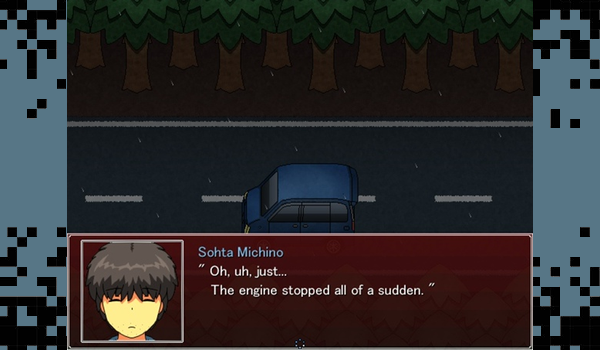 Sohta Michino
" Oh, uh, just...
The engine stopped all of a sudden. "